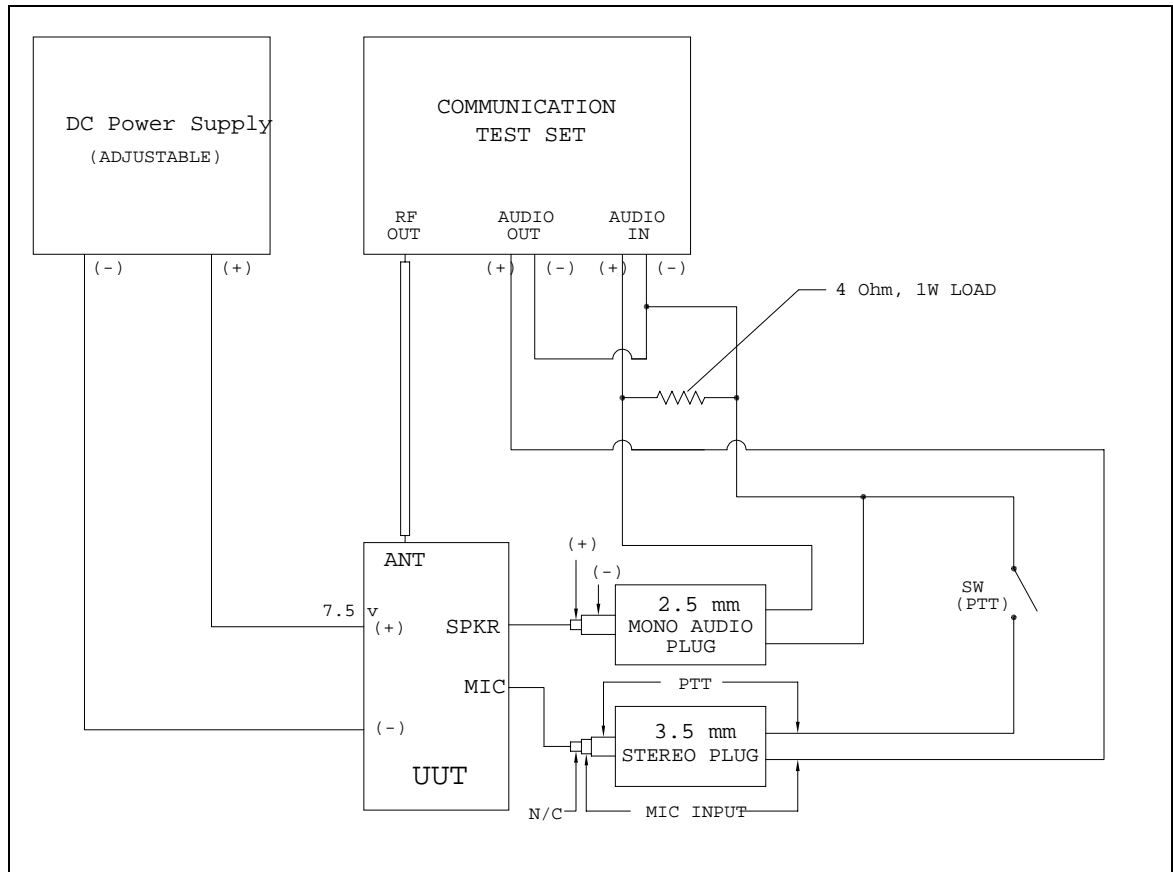 DC Power Supply
(ADJUSTABLE)
COMMUNICATION
TEST SET
RF
OUT
AUDIO
OUT
AUDIO
IN
(-)
(+)
(+)
(-)
(+)
(-)
4 Ohm, 1W LOAD
ANT
7.5 v
(+)
SPKR
MIC
(-)
UUT
(+)
(-)
2.5 mm
MONO AUDIO
PLUG
SW
(PTT)
PTT
3.5 mm
STEREO PLUG
N/C
MIC INPUT